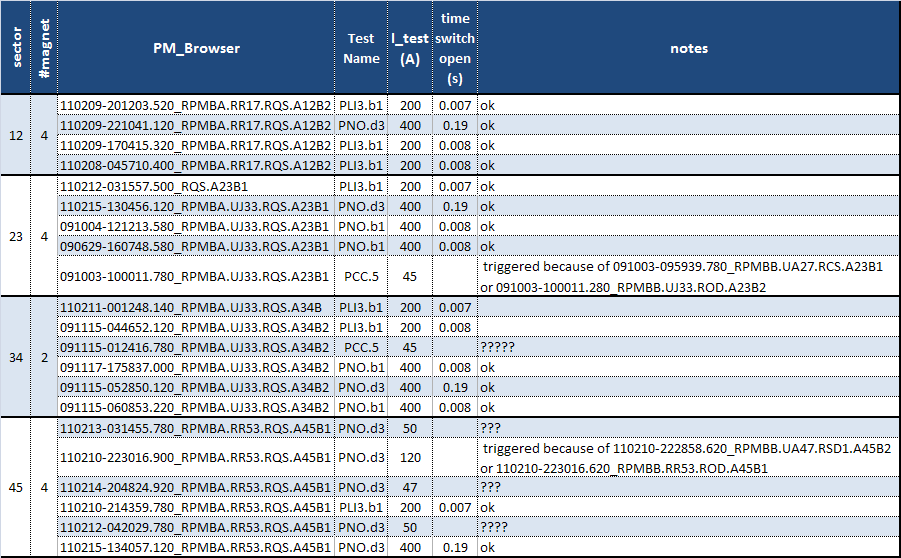 sector #magnet PM_Browser Test Name I_test (A) time switch open (s) notes
12 4
110209-201203.520_RPMBA.RR17.RQS.A12B2 PLI3.b1 200 0.007 ok
110209-221041.120_RPMBA.RR17.RQS.A12B2 PNO.d3 400 0.19 ok
110209-170415.320_RPMBA.RR17.RQS.A12B2 PLI3.b1 200 0.008 ok
110208-045710.400_RPMBA.RR17.RQS.A12B2 PLI3.b1 200 0.008 ok
23 4
110212-031557.500_RQS.A23B1 PLI3.b1 200 0.007 ok
110215-130456.120_RPMBA.UJ33.RQS.A23B1 PNO.d3 400 0.19 ok
091004-121213.580_RPMBA.UJ33.RQS.A23B1 PNO.b1 400 0.008 ok
090629-160748.580_RPMBA.UJ33.RQS.A23B1 PNO.b1 400 0.008 ok
091003-100011.780_RPMBA.UJ33.RQS.A23B1 PCC.5 45 triggered because of 091003-095939.780_RPMBB.UA27.RCS.A23B1
or 091003-100011.280_RPMBB.UJ33.ROD.A23B2
34 2
110211-001248.140_RPMBA.UJ33.RQS.A34B PLI3.b1 200 0.007
091115-044652.120_RPMBA.UJ33.RQS.A34B2 PLI3.b1 200 0.008
091115-012416.780_RPMBA.UJ33.RQS.A34B2 PCC.5 45 ?????
091117-175837.000_RPMBA.UJ33.RQS.A34B2 PNO.b1 400 0.008 ok
091115-052850.120_RPMBA.UJ33.RQS.A34B2 PNO.d3 400 0.19 ok
091115-060853.220_RPMBA.UJ33.RQS.A34B2 PNO.b1 400 0.008 ok
45 4
110213-031455.780_RPMBA.RR53.RQS.A45B1 PNO.d3 50 ???
110210-223016.900_RPMBA.RR53.RQS.A45B1 PNO.d3 120 triggered because of 110210-222858.620_RPMBB.UA47.RSD1.A45B2
or 110210-223016.620_RPMBB.RR53.ROD.A45B1
110214-204824.920_RPMBA.RR53.RQS.A45B1 PNO.d3 47 ???
110210-214359.780_RPMBA.RR53.RQS.A45B1 PLI3.b1 200 0.007 ok
110212-042029.780_RPMBA.RR53.RQS.A45B1 PNO.d3 50 ????
110215-134057.120_RPMBA.RR53.RQS.A45B1 PNO.d3 400 0.19 ok